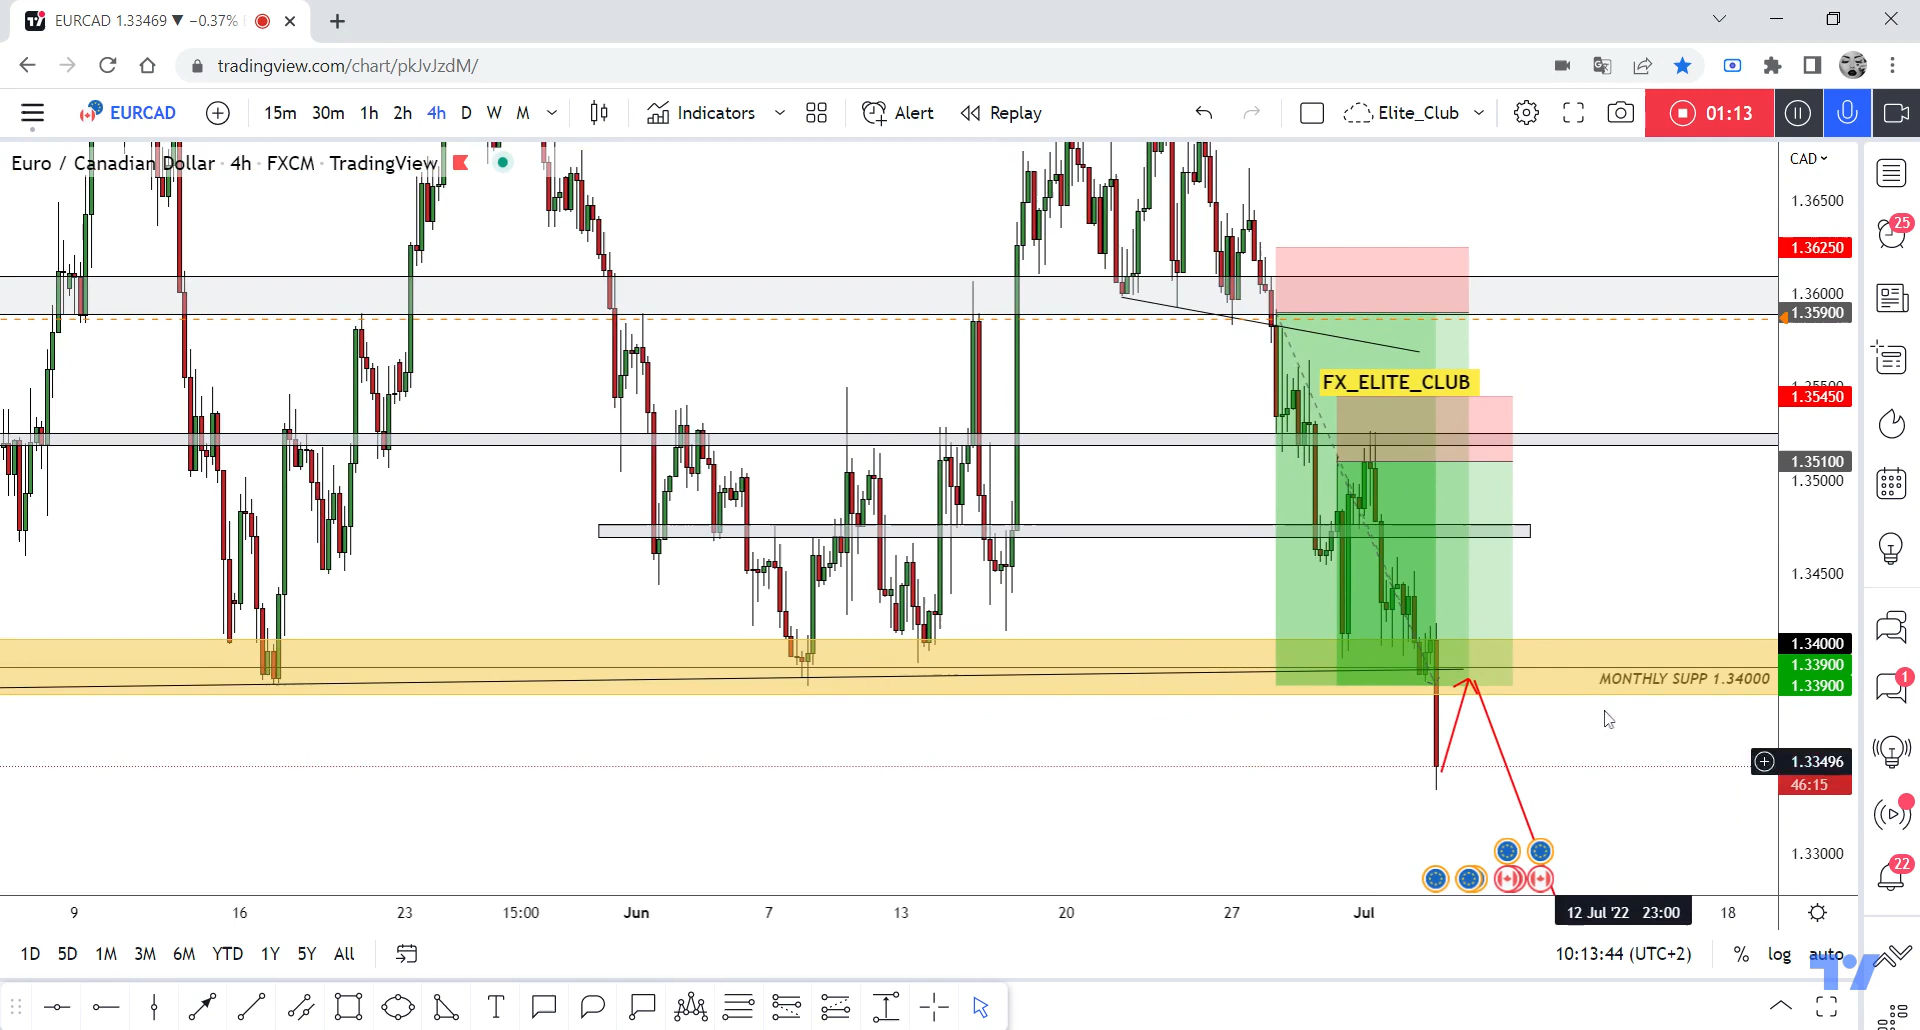 EURCAD 1.33469 ▼ −0.37%
tradingview.com/chart/pkJvJzdM/
EURCAD 15m 30m 1h 2h 4h D W M Indicators Alert Replay Elite_Club 01:13
Euro / Canadian Dollar · 4h · FXCM · TradingView
CAD
1.36500
25
1.36250
1.36000
1.35900
FX_ELITE_CLUB
1.35450
1.35100
1.35000
1.34500
1.34000
1.33900
MONTHLY SUPP 1.34000
1.33900
1
1.33496
46:15
1.33000
22
9 16 23 15:00 Jun 7 13 20 27 Jul 12 Jul '22 23:00 18
1D 5D 1M 3M 6M YTD 1Y 5Y All 10:13:44 (UTC+2) % log auto
T